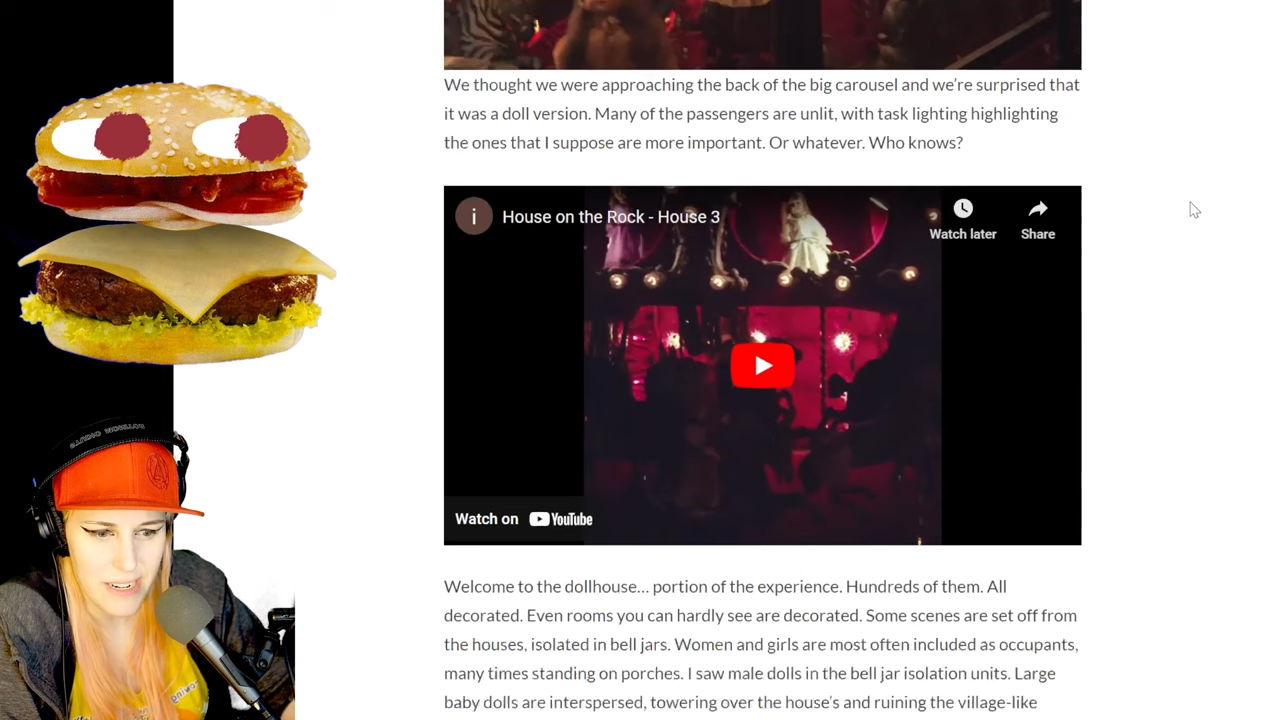 We thought we were approaching the back of the big carousel and we're surprised that
it was a doll version. Many of the passengers are unlit, with task lighting highlighting
the ones that I suppose are more important. Or whatever. Who knows?
i House on the Rock - House 3
Watch later
Share
Watch on YouTube
Welcome to the dollhouse... portion of the experience. Hundreds of them. All
decorated. Even rooms you can hardly see are decorated. Some scenes are set off from
the houses, isolated in bell jars. Women and girls are most often included as occupants,
many times standing on porches. I saw male dolls in the bell jar isolation units. Large
baby dolls are interspersed, towering over the house's and ruining the village-like